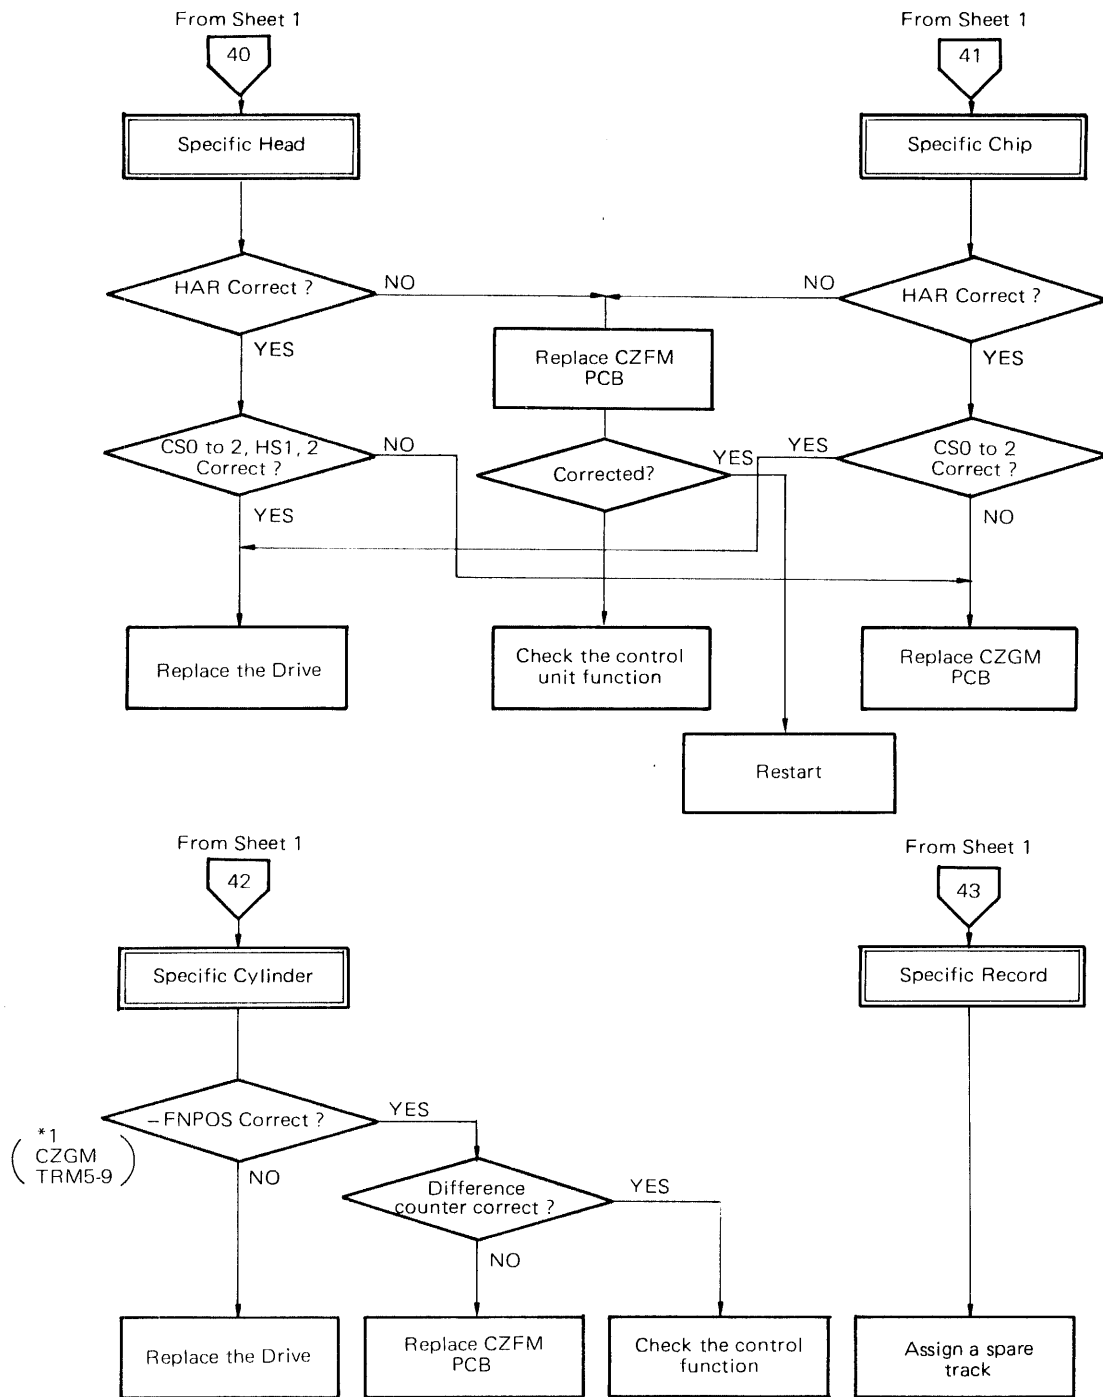 From Sheet 1
40
Specific Head
HAR Correct ?
NO
YES
CS0 to 2, HS1, 2
Correct ?
NO
YES
Replace the Drive
Replace CZFM
PCB
Corrected?
YES
Check the control
unit function
Restart
From Sheet 1
41
Specific Chip
HAR Correct ?
NO
YES
CS0 to 2
Correct ?
YES
NO
Replace CZGM
PCB
From Sheet 1
42
Specific Cylinder
–FNPOS Correct ?
*1
CZGM
TRM5-9
YES
NO
Difference
counter correct ?
YES
NO
Replace the Drive
Replace CZFM
PCB
Check the control
function
From Sheet 1
43
Specific Record
Assign a spare
track